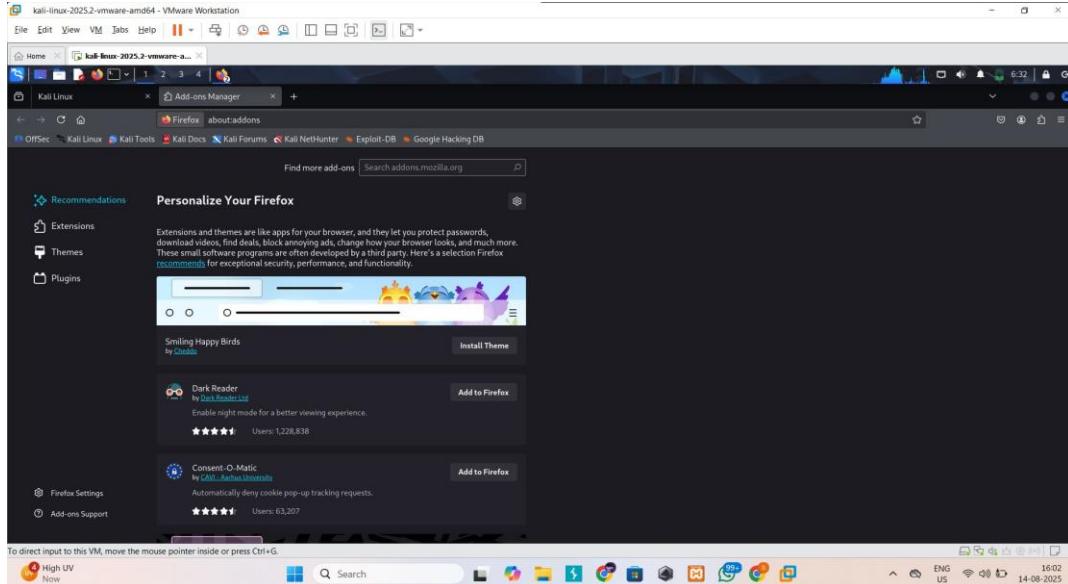 kali-linux-2025.2-vmware-amd64 - VMware Workstation
File Edit View VM Tabs Help
Home kali-linux-2025.2-vmware-a...
1 2 3 4 6:32
Kali Linux Add-ons Manager
Firefox about:addons
OffSec Kali Linux Kali Tools Kali Docs Kali Forums Kali NetHunter Exploit-DB Google Hacking DB
Find more add-ons Search addons.mozilla.org
Recommendations
Extensions
Themes
Plugins
Personalize Your Firefox
Extensions and themes are like apps for your browser, and they let you protect passwords,
download videos, find deals, block annoying ads, change how your browser looks, and much more.
These small software programs are often developed by a third party. Here's a selection Firefox
recommends for exceptional security, performance, and functionality.
Smiling Happy Birds
by Cheddo
Install Theme
Dark Reader
by Dark Reader Ltd
Add to Firefox
Enable night mode for a better viewing experience.
Users: 1,228,838
Consent-O-Matic
by CAVI - Aarhus University
Add to Firefox
Automatically deny cookie pop-up tracking requests.
Users: 63,207
Firefox Settings
Add-ons Support
To direct input to this VM, move the mouse pointer inside or press Ctrl+G.
High UV
Now
Search
99+
ENG
US
16:02
14-08-2025